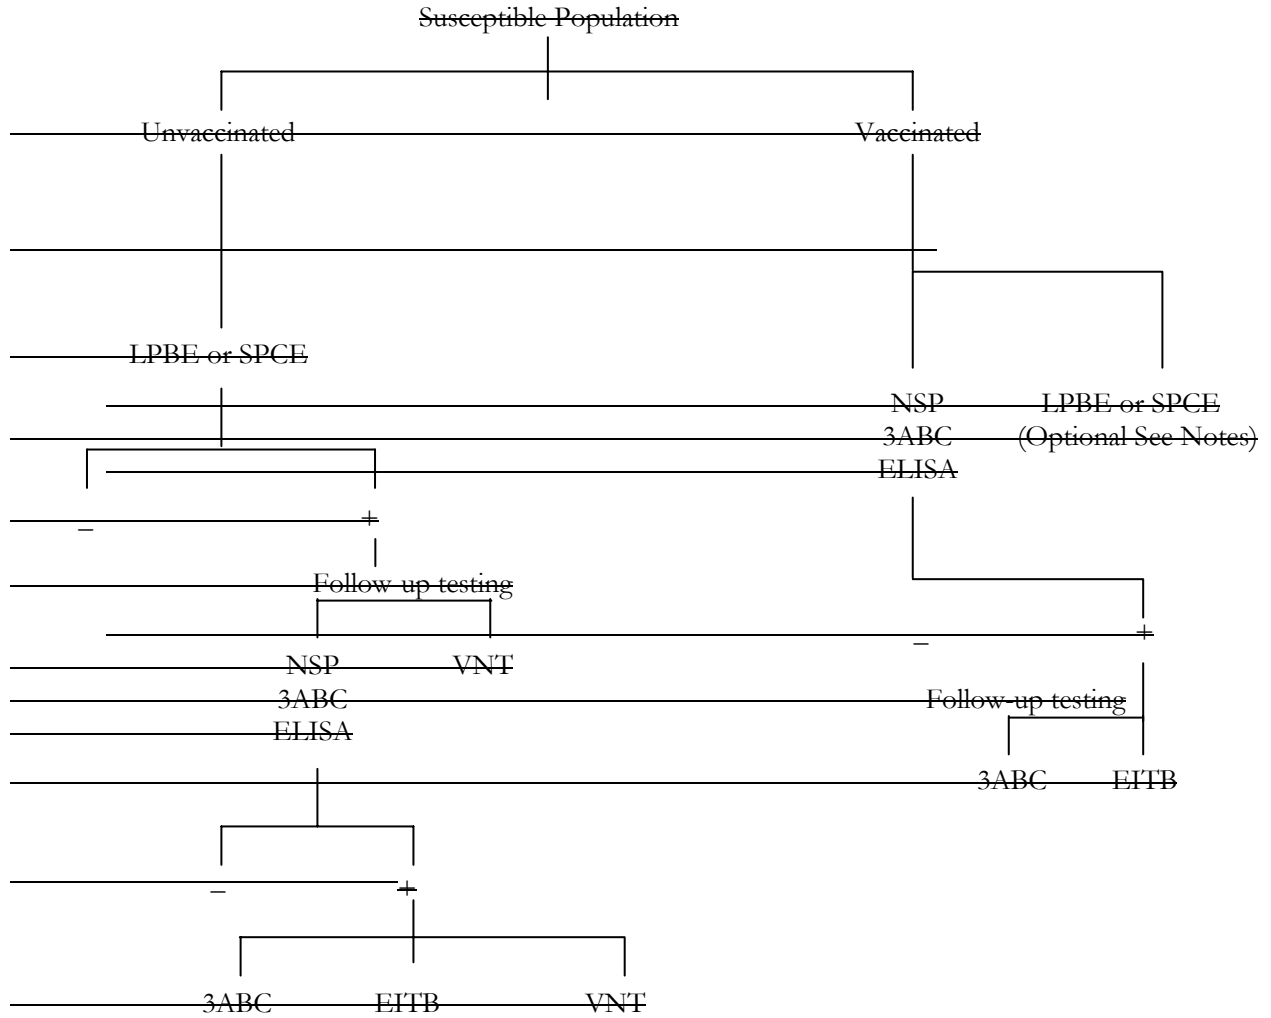 Susceptible Population
Unvaccinated Vaccinated
LPBE or SPCE
NSP LPBE or SPCE
3ABC (Optional See Notes)
ELISA
– +
Follow-up testing
– +
NSP VNT
3ABC Follow-up testing
ELISA
3ABC EITB
– +
3ABC EITB VNT